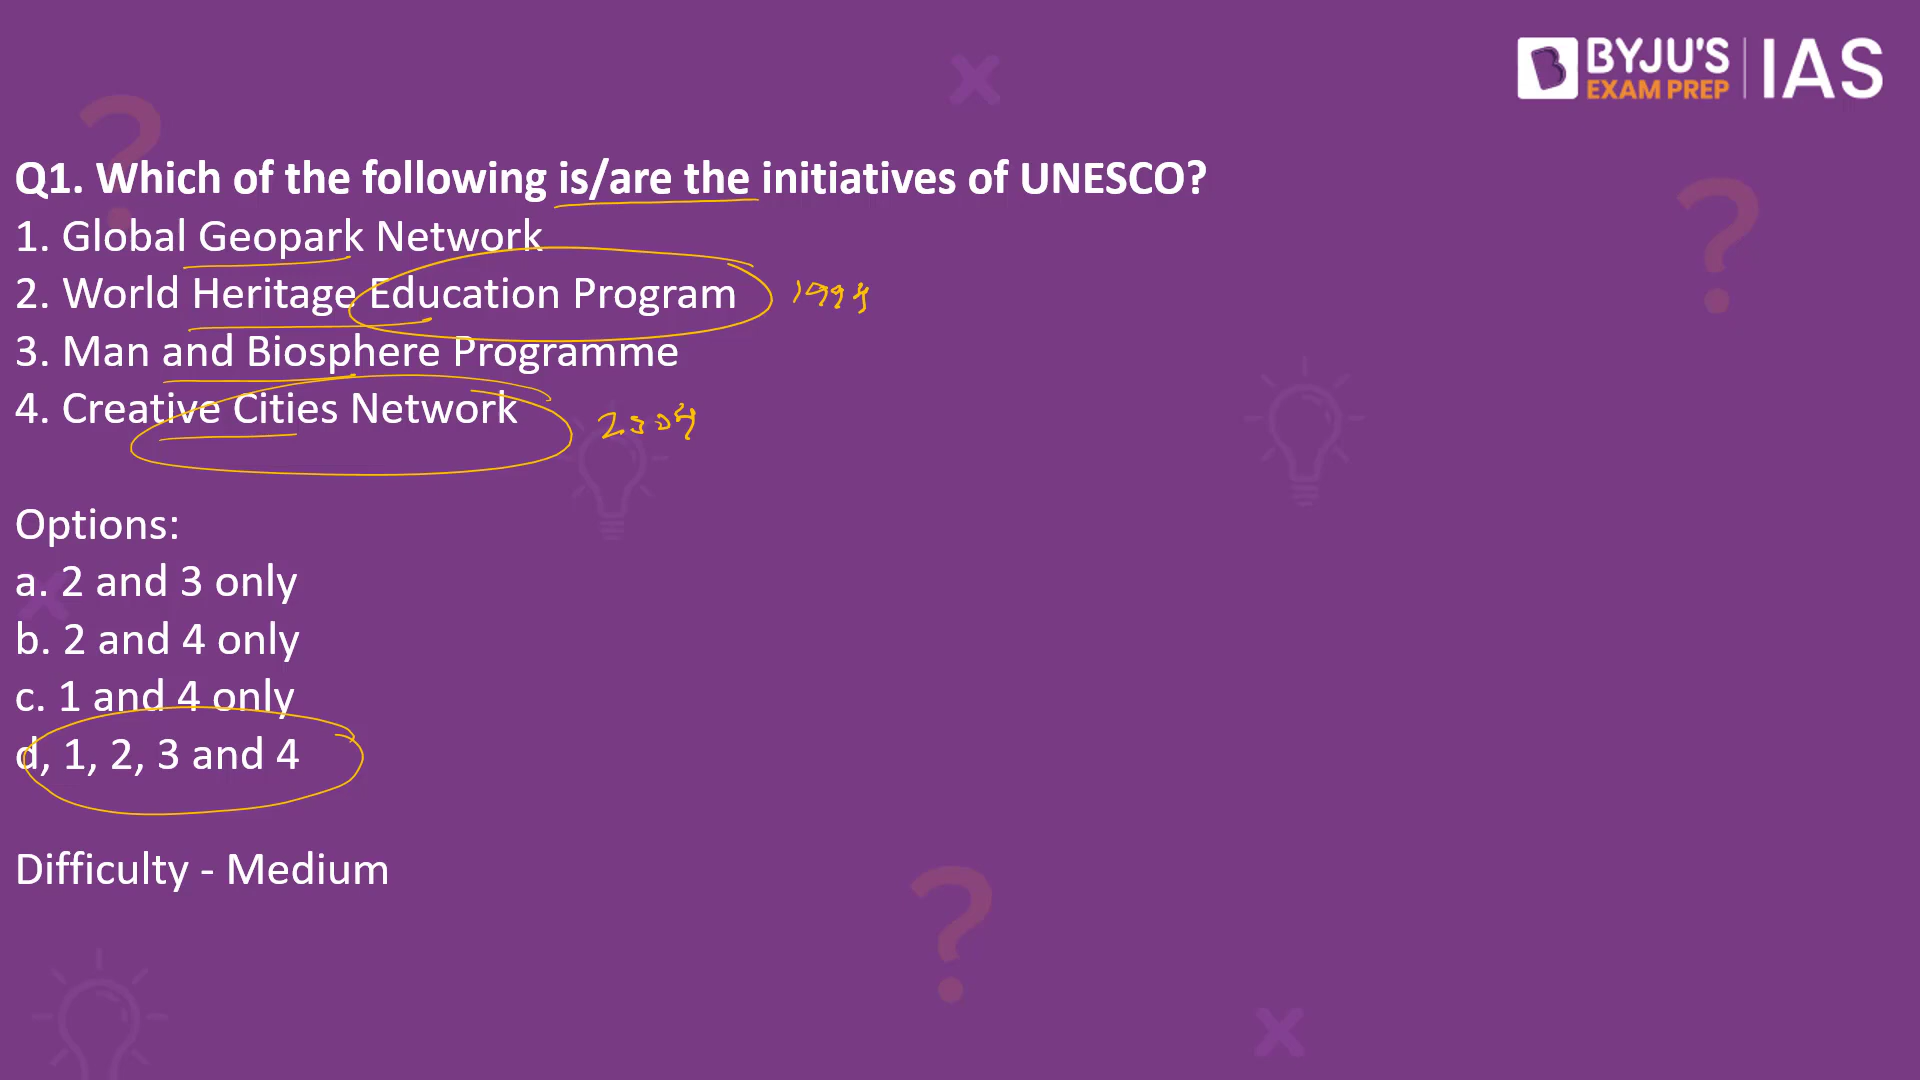 BYJU'S
EXAM PREP
IAS
Q1. Which of the following is/are the initiatives of UNESCO?
1. Global Geopark Network
2. World Heritage Education Program
3. Man and Biosphere Programme
4. Creative Cities Network
2004
Options:
a. 2 and 3 only
b. 2 and 4 only
c. 1 and 4 only
d, 1, 2, 3 and 4
Difficulty - Medium